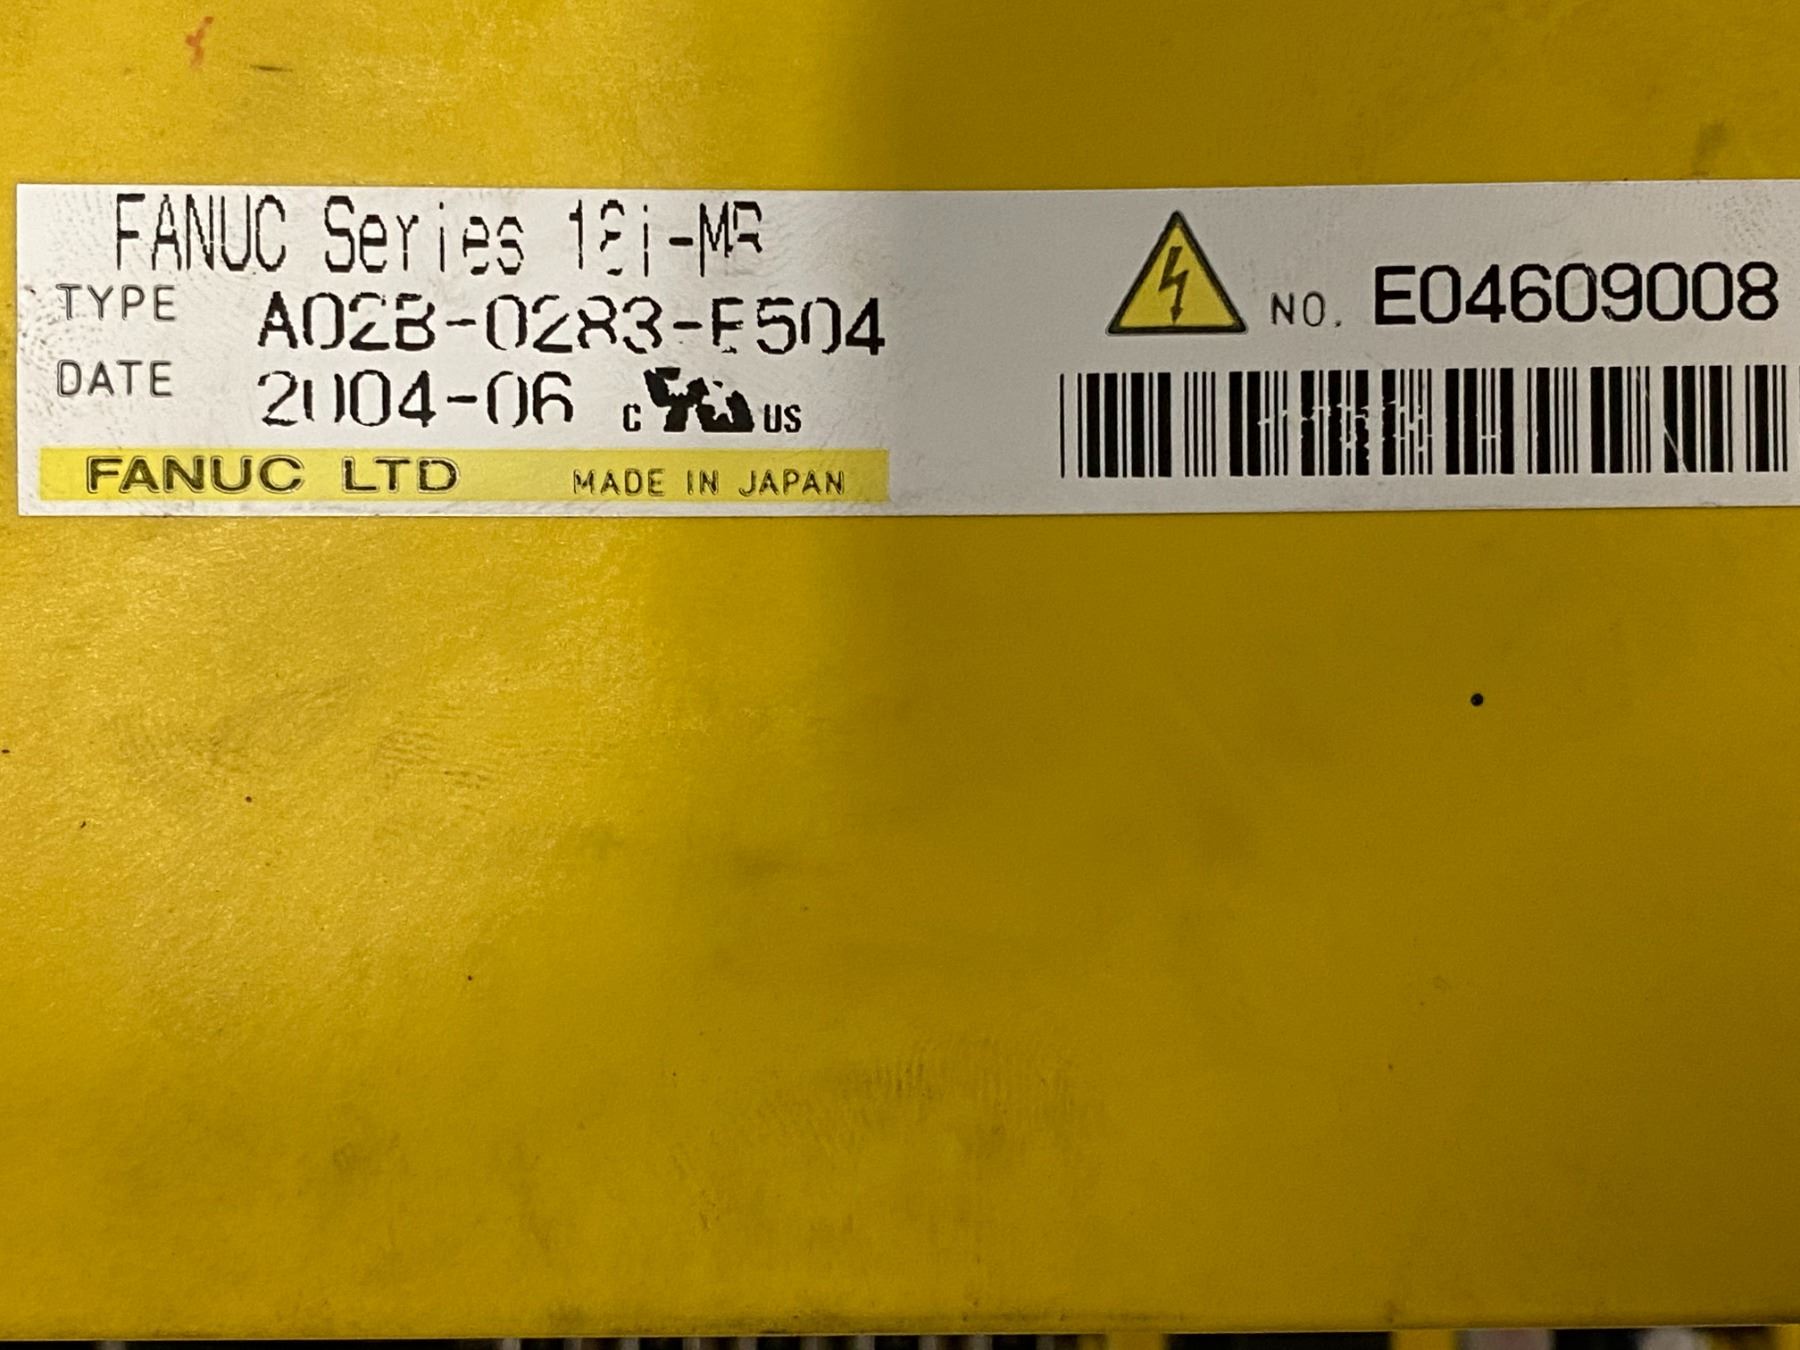 FANUC Series 18i-MB
TYPE A02B-0283-B504
DATE 2004-06 c US
FANUC LTD MADE IN JAPAN
NO. E04609008